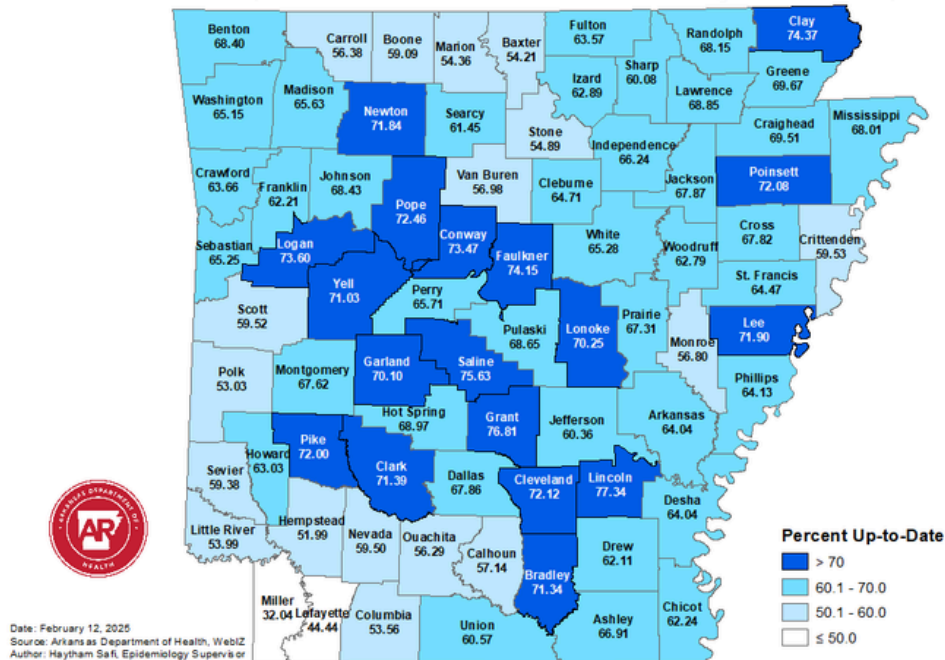 Benton
68.40
Carroll
56.38
Boone
59.09
Marion
54.36
Baxter
54.21
Fulton
63.57
Randolph
68.15
Clay
74.37
Washington
65.15
Madison
65.63
Newton
71.84
Searcy
61.45
Stone
54.89
Izard
62.89
Sharp
60.08
Lawrence
68.85
Greene
69.67
Independence
66.24
Craighead
69.51
Mississippi
68.01
Crawford
63.66
Franklin
62.21
Johnson
68.43
Pope
72.46
Van Buren
56.98
Cleburne
64.71
Jackson
67.87
Poinsett
72.08
Sebastian
65.25
Logan
73.60
Conway
73.47
Faulkner
74.15
White
65.28
Woodruff
62.79
Cross
67.82
Crittenden
59.53
Scott
59.52
Yell
71.03
Perry
65.71
Pulaski
68.65
Lonoke
70.25
Prairie
67.31
Monroe
56.80
St. Francis
64.47
Lee
71.90
Polk
53.03
Montgomery
67.62
Garland
70.10
Saline
75.63
Phillips
64.13
Hot Spring
68.97
Grant
76.81
Jefferson
60.36
Arkansas
64.04
Sevier
59.38
Howard
63.03
Pike
72.00
Clark
71.39
Dallas
67.86
Cleveland
72.12
Lincoln
77.34
Desha
64.04
Little River
53.99
Hempstead
51.99
Nevada
59.50
Ouachita
56.29
Calhoun
57.14
Bradley
71.34
Drew
62.11
Miller
32.04
Lafayette
44.44
Columbia
53.56
Union
60.57
Ashley
66.91
Chicot
62.24
ARKANSAS DEPARTMENT OF
AR
HEALTH
Percent Up-to-Date
> 70
60.1 - 70.0
50.1 - 60.0
≤ 50.0
Date: February 12, 2025
Source: Arkansas Department of Health, WebIZ
Author: Haytham Safi, Epidemiology Supervisor